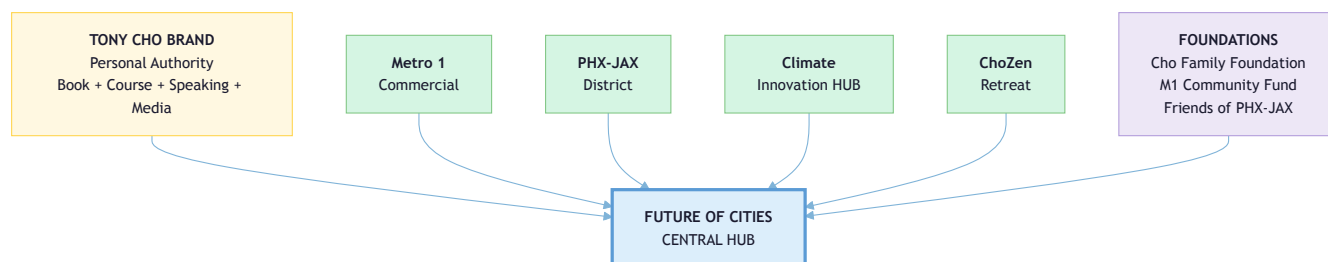 TONY CHO BRAND
Personal Authority
Book + Course + Speaking +
Media
Metro 1
Commercial
PHX-JAX
District
Climate
Innovation HUB
ChoZen
Retreat
FOUNDATIONS
Cho Family Foundation
M1 Community Fund
Friends of PHX-JAX
FUTURE OF CITIES
CENTRAL HUB